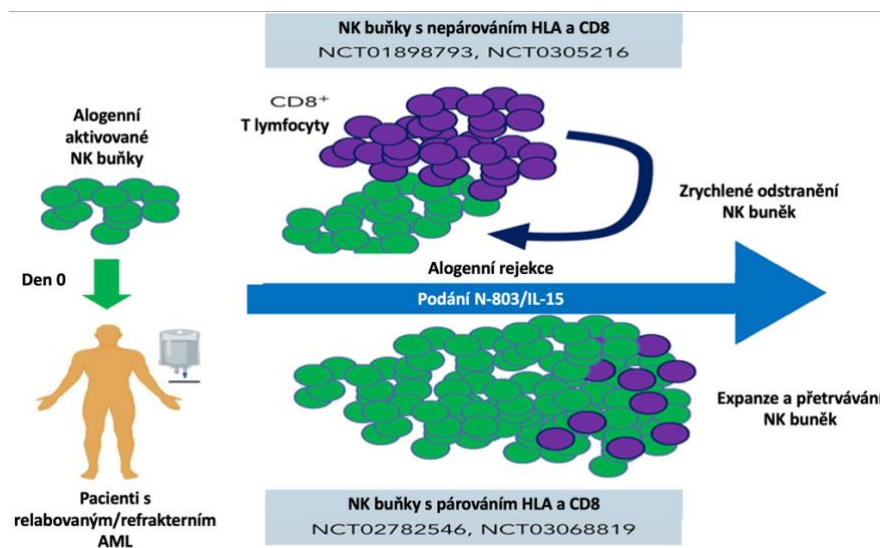 NK buňky s nepárováním HLA a CD8
NCT01898793, NCT0305216
CD8+
T lymfocyty
Alogenní
aktivované
NK buňky
Zrychlené odstranění
NK buněk
Alogenní rejekce
Den 0
Podání N-803/IL-15
Expanze a přetrvávání
NK buněk
Pacienti s
relabovaným/refrakterním
AML
NK buňky s párováním HLA a CD8
NCT02782546, NCT03068819